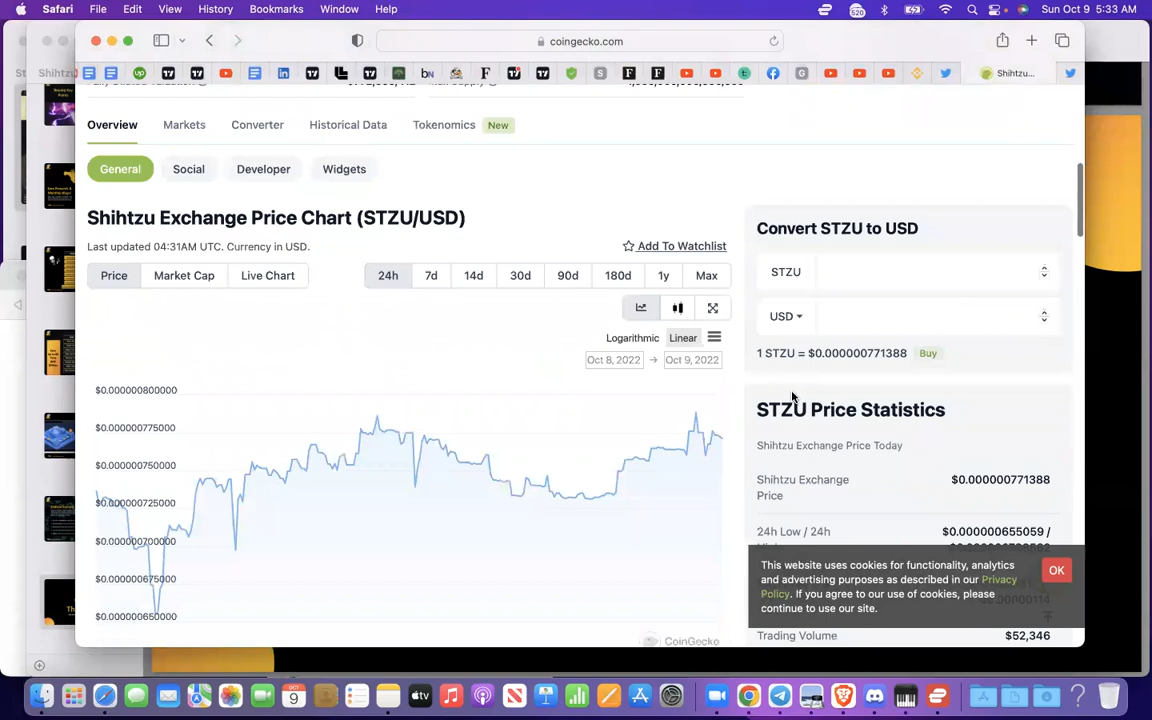 Safari File Edit View History Bookmarks Window Help
520
Sun Oct 9 5:33 AM
coingecko.com
Shihtzu...
Overview Markets Converter Historical Data Tokenomics New
General Social Developer Widgets
Shihtzu Exchange Price Chart (STZU/USD)
Last updated 04:31AM UTC. Currency in USD.
Add To Watchlist
Price Market Cap Live Chart
24h 7d 14d 30d 90d 180d 1y Max
Logarithmic Linear
Oct 8, 2022 → Oct 9, 2022
$0.000000800000
$0.000000775000
$0.000000750000
$0.000000725000
$0.000000700000
$0.000000675000
$0.000000650000
CoinGecko
Convert STZU to USD
STZU
USD
1 STZU = $0.000000771388 Buy
STZU Price Statistics
Shihtzu Exchange Price Today
Shihtzu Exchange
Price
$0.000000771388
24h Low / 24h
$0.000000655059 /
This website uses cookies for functionality, analytics
and advertising purposes as described in our Privacy
Policy. If you agree to our use of cookies, please
continue to use our site.
OK
Trading Volume
$52,346
OCT
9
tv